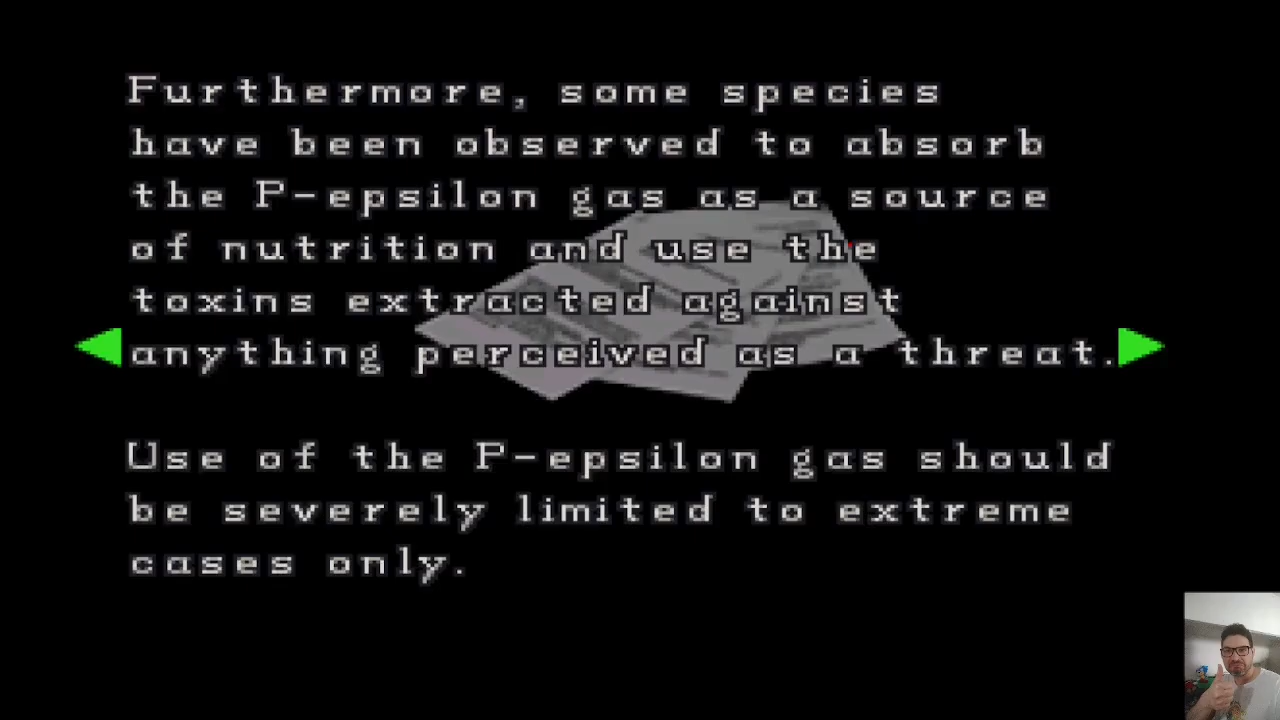 Furthermore, some species
have been observed to absorb
the P-epsilon gas as a source
of nutrition and use the
toxins extracted against
anything perceived as a threat.
Use of the P-epsilon gas should
be severely limited to extreme
cases only.